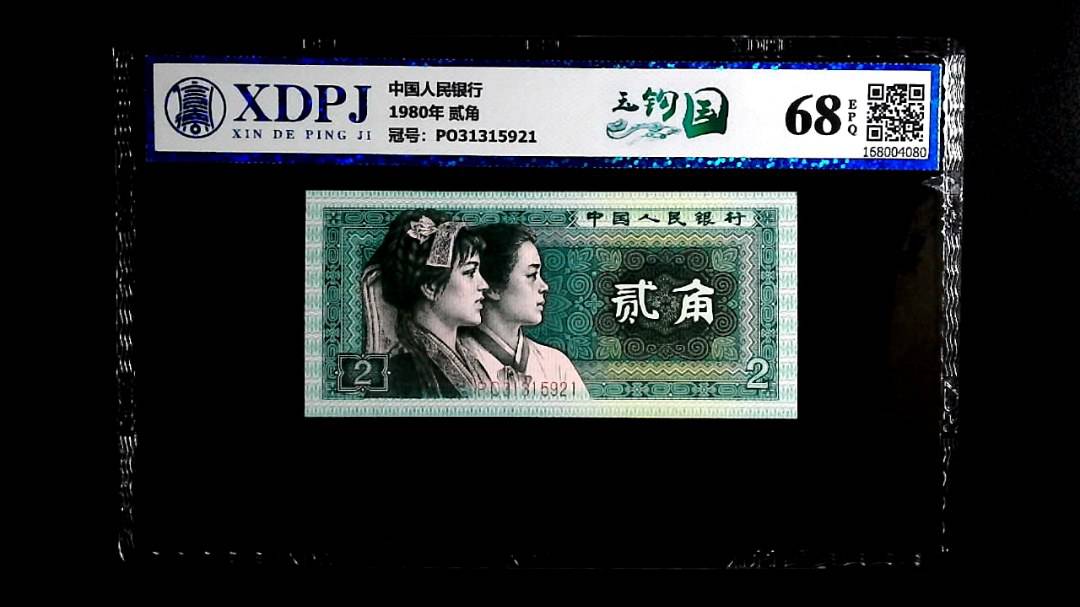 XDPJ
XIN DE PING JI
中国人民银行
1980年 贰角
冠号：PO31315921
玉钩国
68
EPQ
168004080
中国人民银行
贰角
2
2
PO31315921